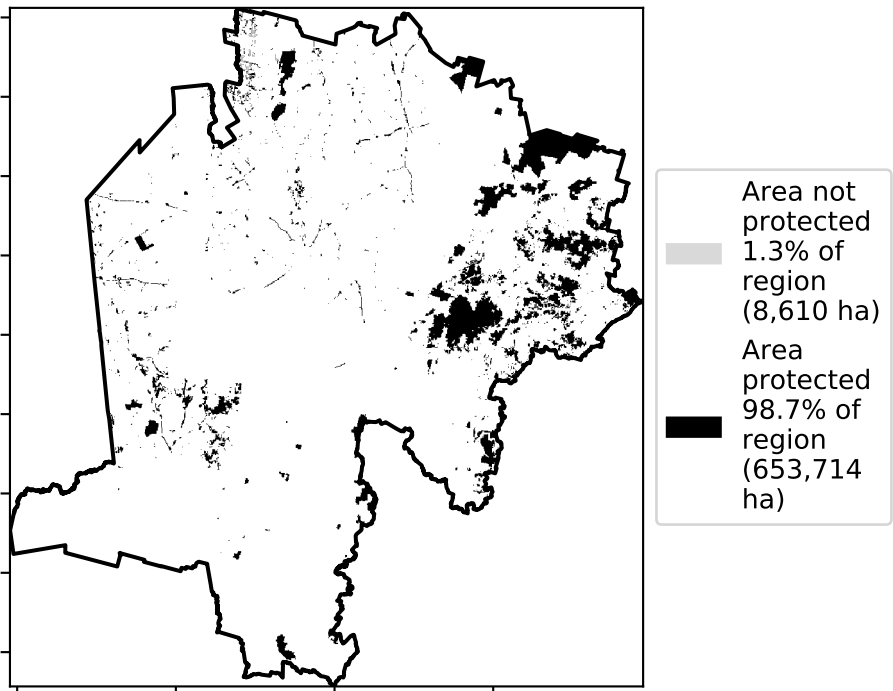 Area not
protected
1.3% of
region
(8,610 ha)
Area
protected
98.7% of
region
(653,714
ha)